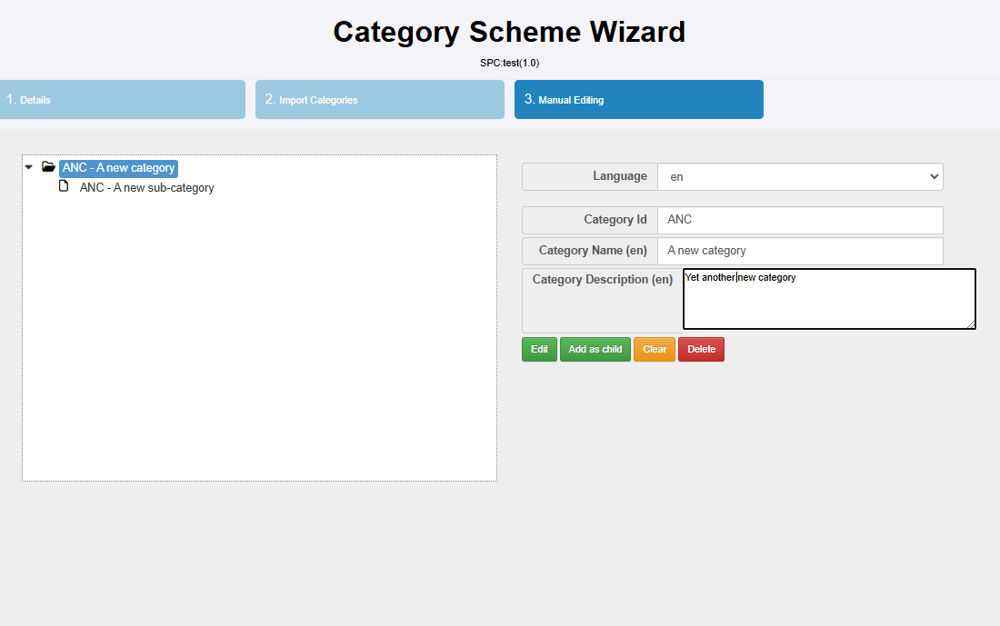 Category Scheme Wizard
SPC:test(1.0)
1. Details
2. Import Categories
3. Manual Editing
ANC - A new category
ANC - A new sub-category
Language
en
Category Id
ANC
Category Name (en)
A new category
Category Description (en)
Yet another new category
Edit
Add as child
Clear
Delete